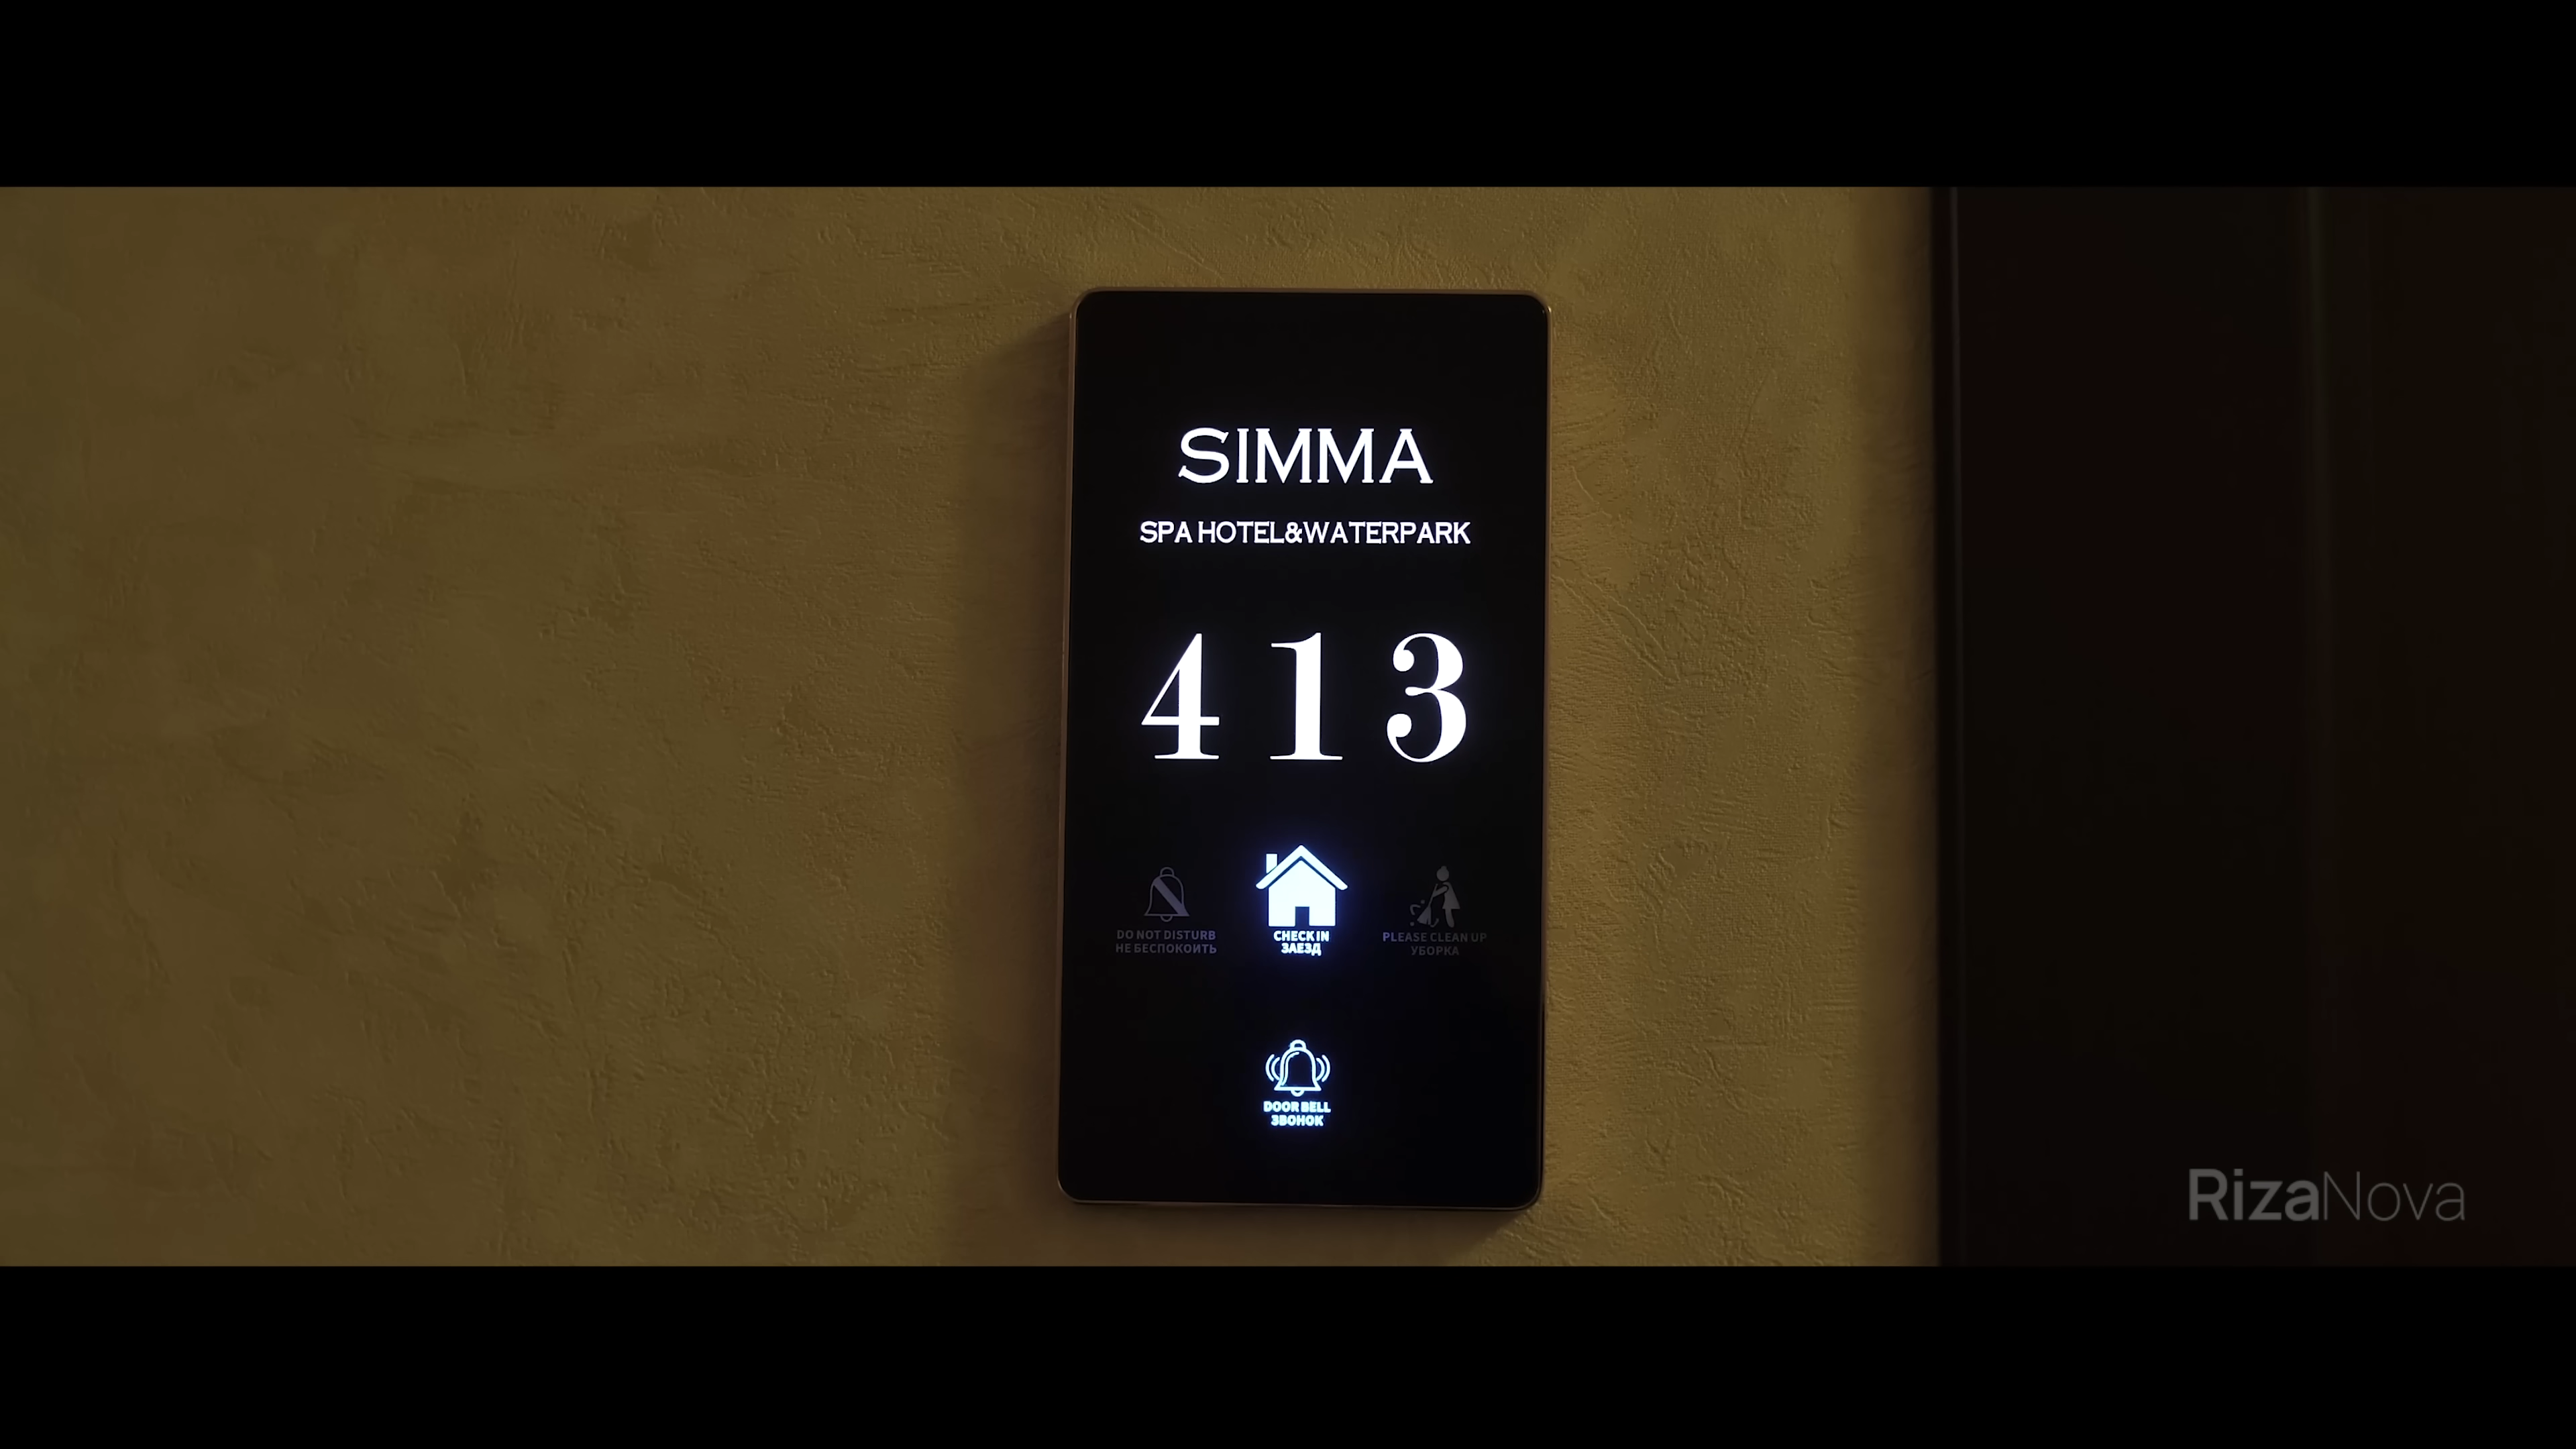 SIMMA
SPA HOTEL&WATERPARK
413
DO NOT DISTURB
НЕ БЕСПОКОИТЬ
CHECK IN
ЗАЕЗД
PLEASE CLEAN UP
УБОРКА
DOOR BELL
ЗВОНОК
RizaNova